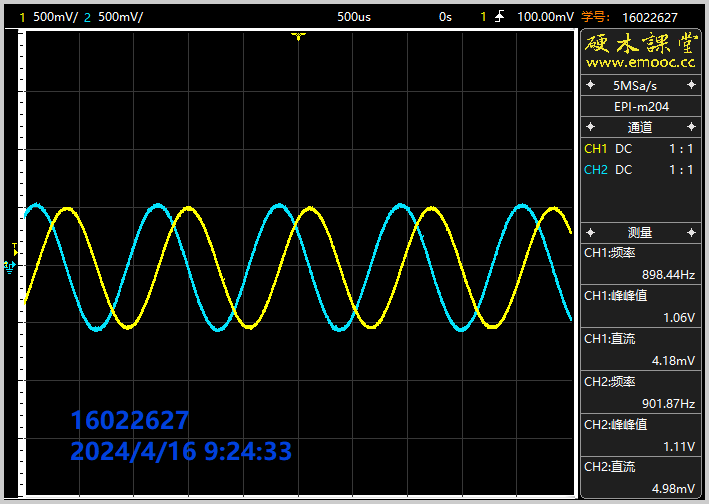 1 500mV/ 2 500mV/ 500us 0s 1 100.00mV 学号: 16022627
硬木課堂
www.emooc.cc
5MSa/s
EPI-m204
通道
CH1 DC 1 : 1
CH2 DC 1 : 1
测量
CH1:频率
898.44Hz
CH1:峰峰值
1.06V
CH1:直流
4.18mV
CH2:频率
901.87Hz
CH2:峰峰值
1.11V
CH2:直流
4.98mV
T
16022627
2024/4/16 9:24:33